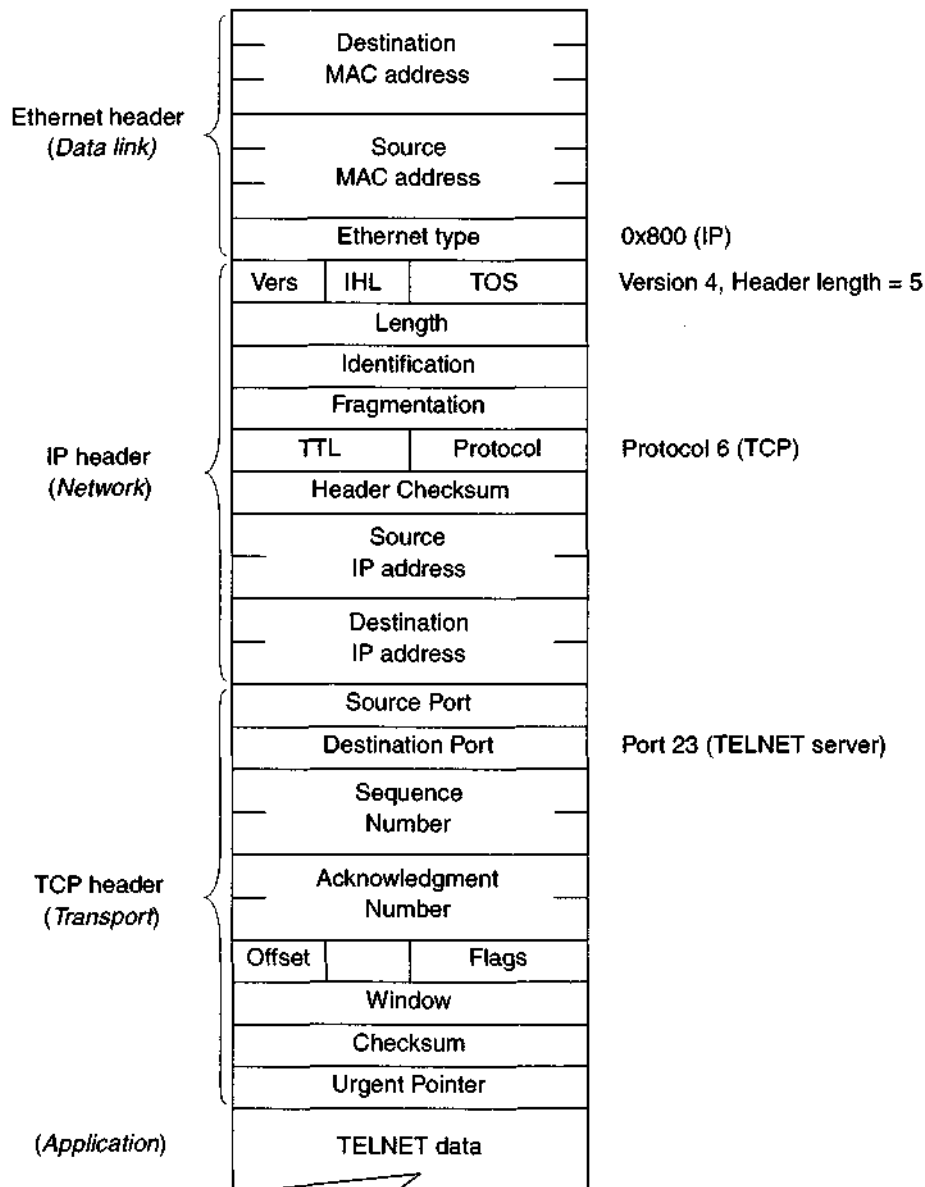 Destination
MAC address
Ethernet header
(Data link)
Source
MAC address
Ethernet type
0x800 (IP)
Vers IHL TOS
Version 4, Header length = 5
Length
Identification
Fragmentation
TTL Protocol
Protocol 6 (TCP)
IP header
(Network)
Header Checksum
Source
IP address
Destination
IP address
Source Port
Destination Port
Port 23 (TELNET server)
Sequence
Number
TCP header
(Transport)
Acknowledgment
Number
Offset Flags
Window
Checksum
Urgent Pointer
(Application)
TELNET data